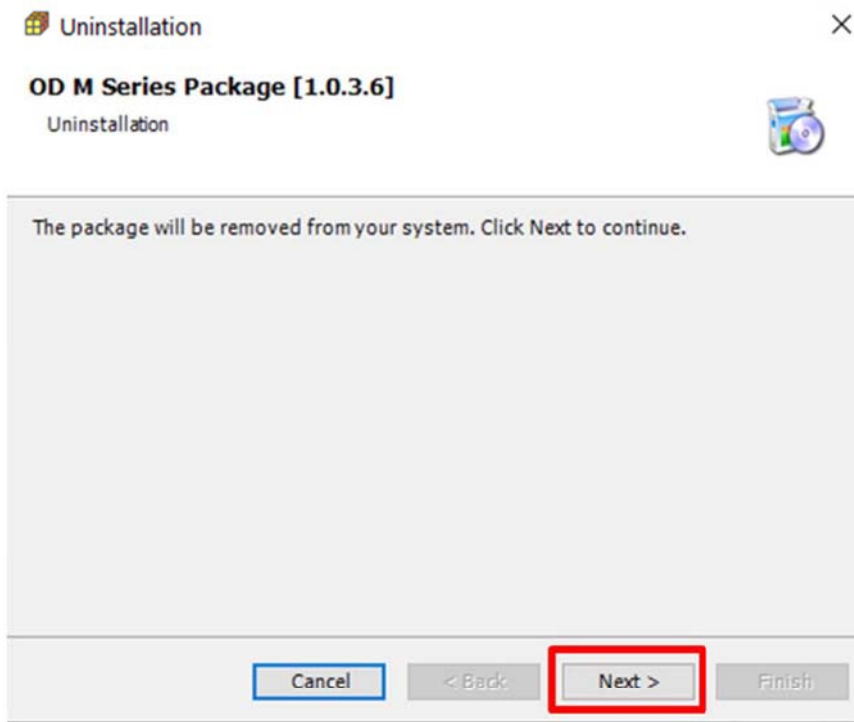 Uninstallation
OD M Series Package [1.0.3.6]
Uninstallation
The package will be removed from your system. Click Next to continue.
Cancel
< Back
Next >
Finish